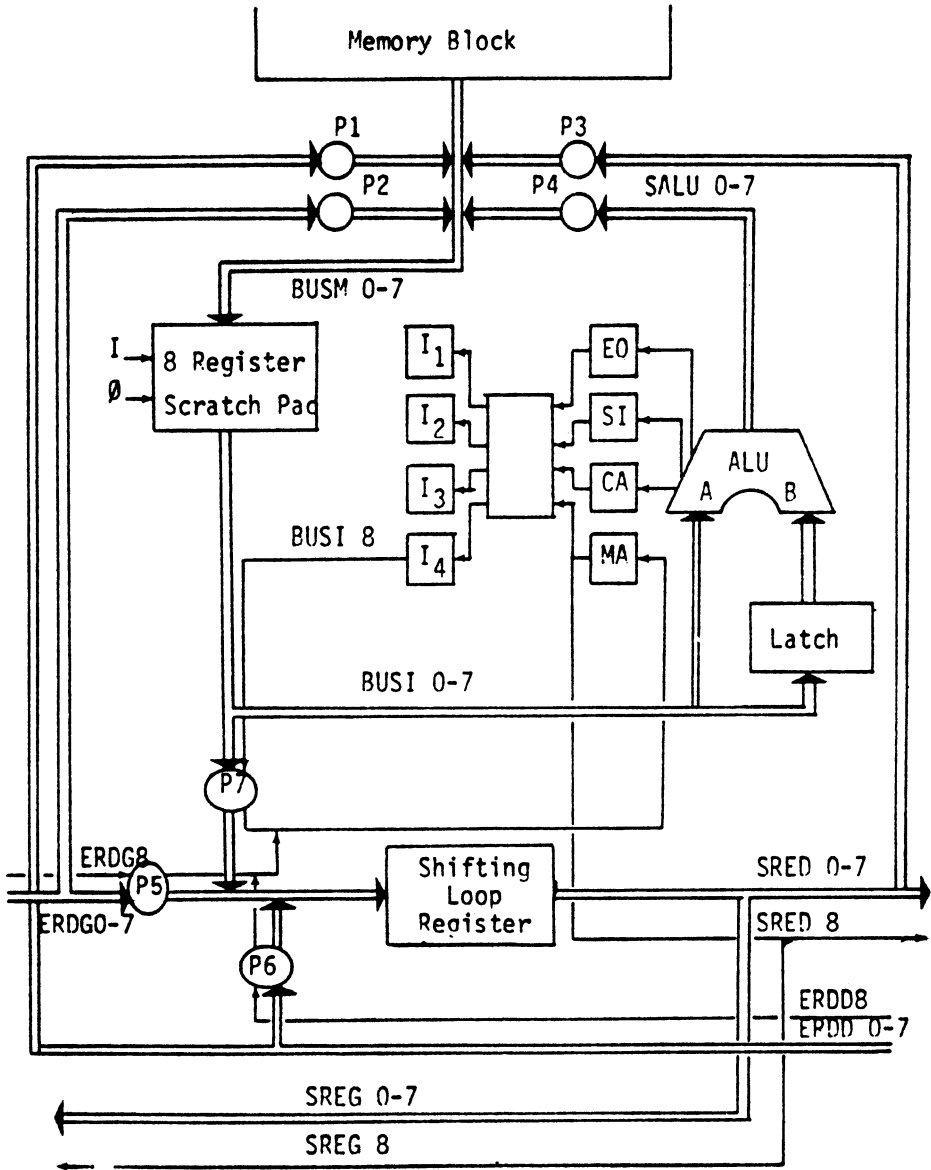 Memory Block
P1
P3
P2
P4
SALU 0-7
BUSM 0-7
I
Ø
8 Register
Scratch Pad
I1
I2
I3
I4
EO
SI
CA
MA
ALU
A B
BUSI 8
Latch
BUSI 0-7
P7
ERDG8
P5
ERDG0-7
Shifting
Loop
Register
SRED 0-7
SRED 8
P6
ERDD8
ERDD 0-7
SREG 0-7
SREG 8